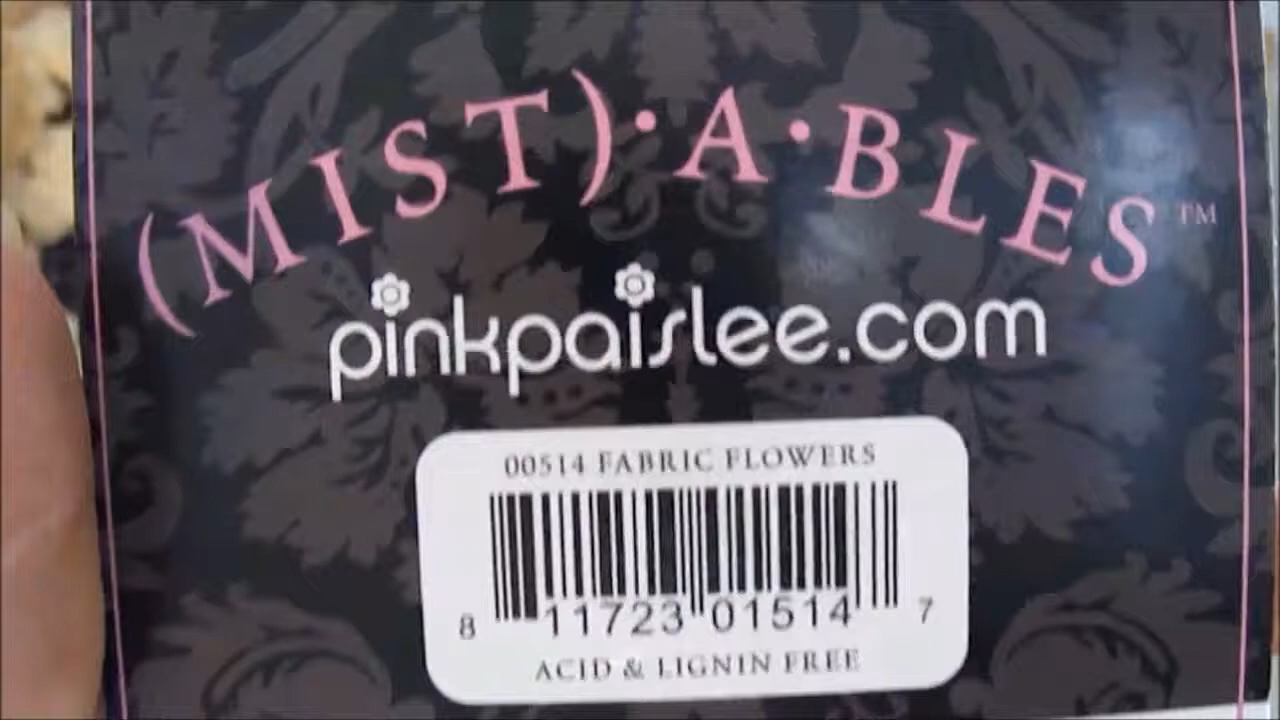 (MIST)·A·BLES™
pinkpaislee.com
00514 FABRIC FLOWERS
8 11723 01514 7
ACID & LIGNIN FREE